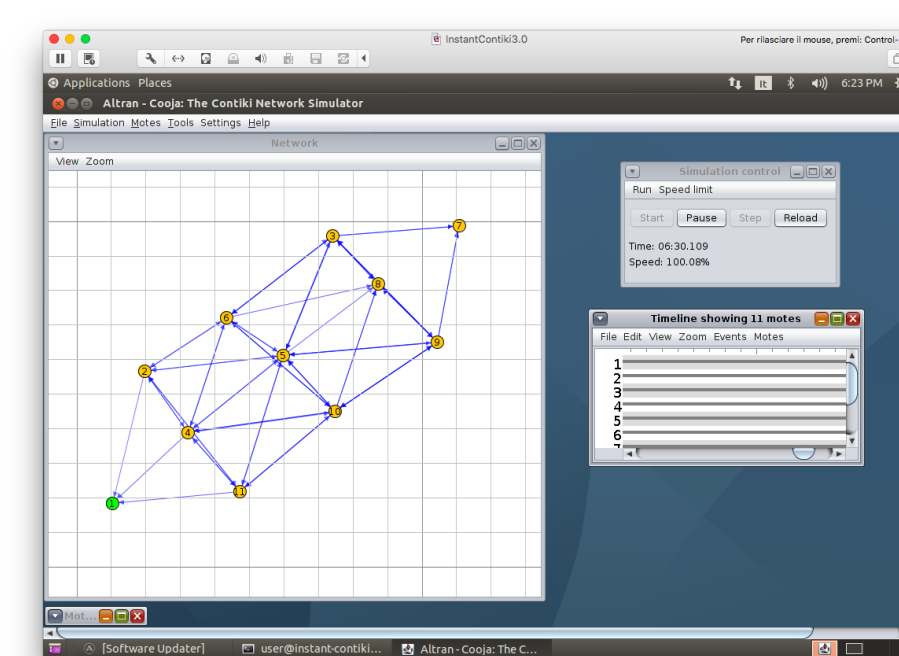 InstantContiki3.0
Per rilasciare il mouse, premi: Control-
Applications Places
It 6:23 PM
Altran - Cooja: The Contiki Network Simulator
File Simulation Motes Tools Settings Help
Network
View Zoom
7
3
8
6
9
5
2
10
4
11
1
Simulation control
Run Speed limit
Start Pause Step Reload
Time: 06:30.109
Speed: 100.08%
Timeline showing 11 motes
File Edit View Zoom Events Motes
1
2
3
4
5
6
7
Mot...
[Software Updater] user@instant-contiki... Altran - Cooja: The C...